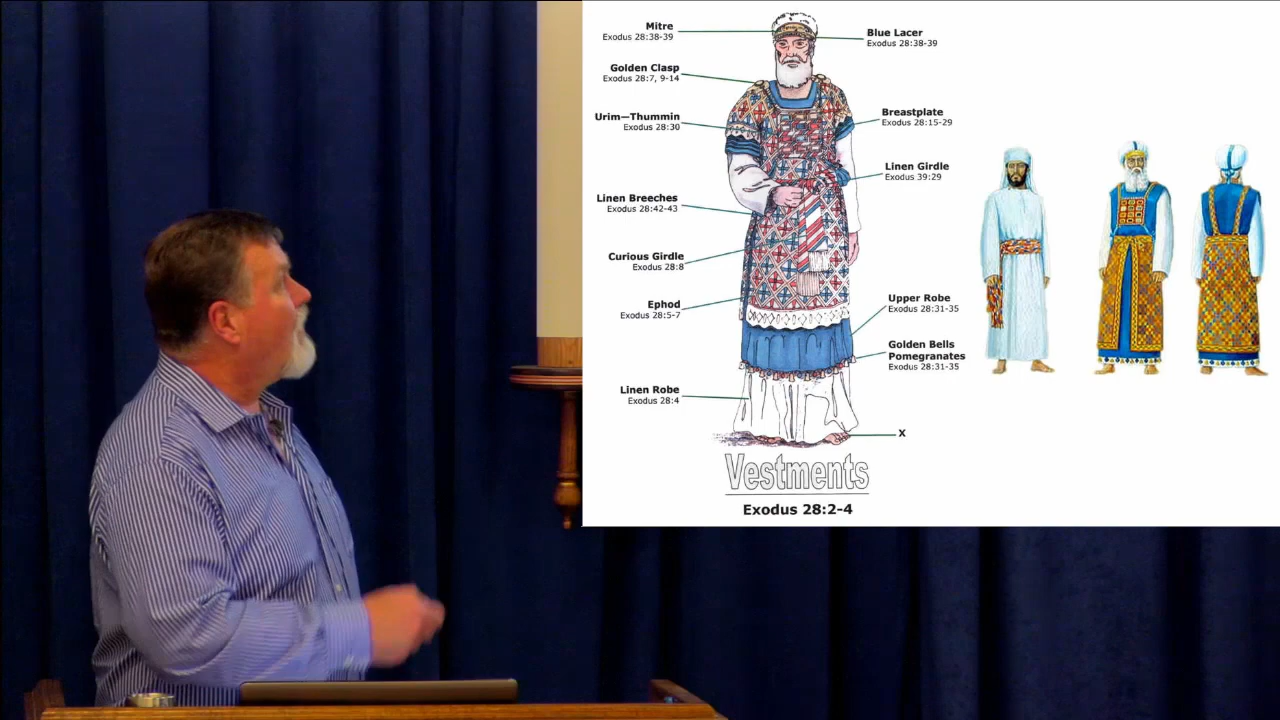 Mitre
Exodus 28:38-39
Golden Clasp
Exodus 28:7, 9-14
Urim—Thummin
Exodus 28:30
Linen Breeches
Exodus 28:42-43
Curious Girdle
Exodus 28:8
Ephod
Exodus 28:5-7
Linen Robe
Exodus 28:4
Blue Lacer
Exodus 28:38-39
Breastplate
Exodus 28:15-29
Linen Girdle
Exodus 39:29
Upper Robe
Exodus 28:31-35
Golden Bells
Pomegranates
Exodus 28:31-35
X
Vestments
Exodus 28:2-4